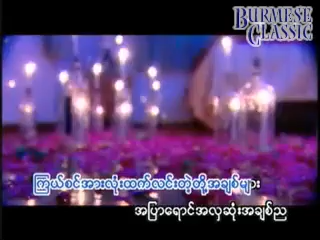 BURMESE
CLASSIC
ကြယ်စင်အားလုံးထက်လင်းတဲ့တို့အချစ်များ
အပြာရောင်အလှဆုံးအချစ်ည